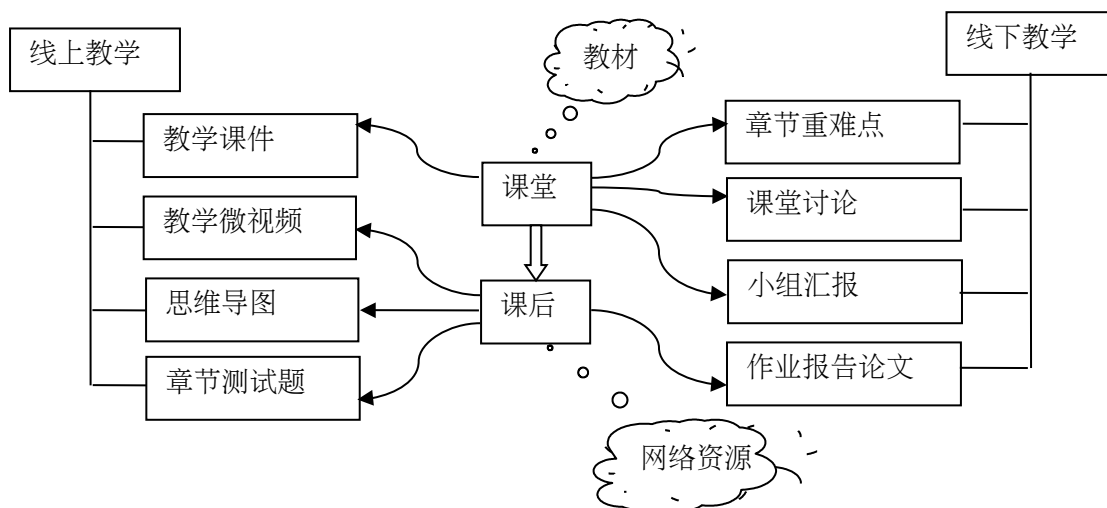 线上教学
教学课件
教学微视频
思维导图
章节测试题
教材
课堂
课后
网络资源
线下教学
章节重难点
课堂讨论
小组汇报
作业报告论文